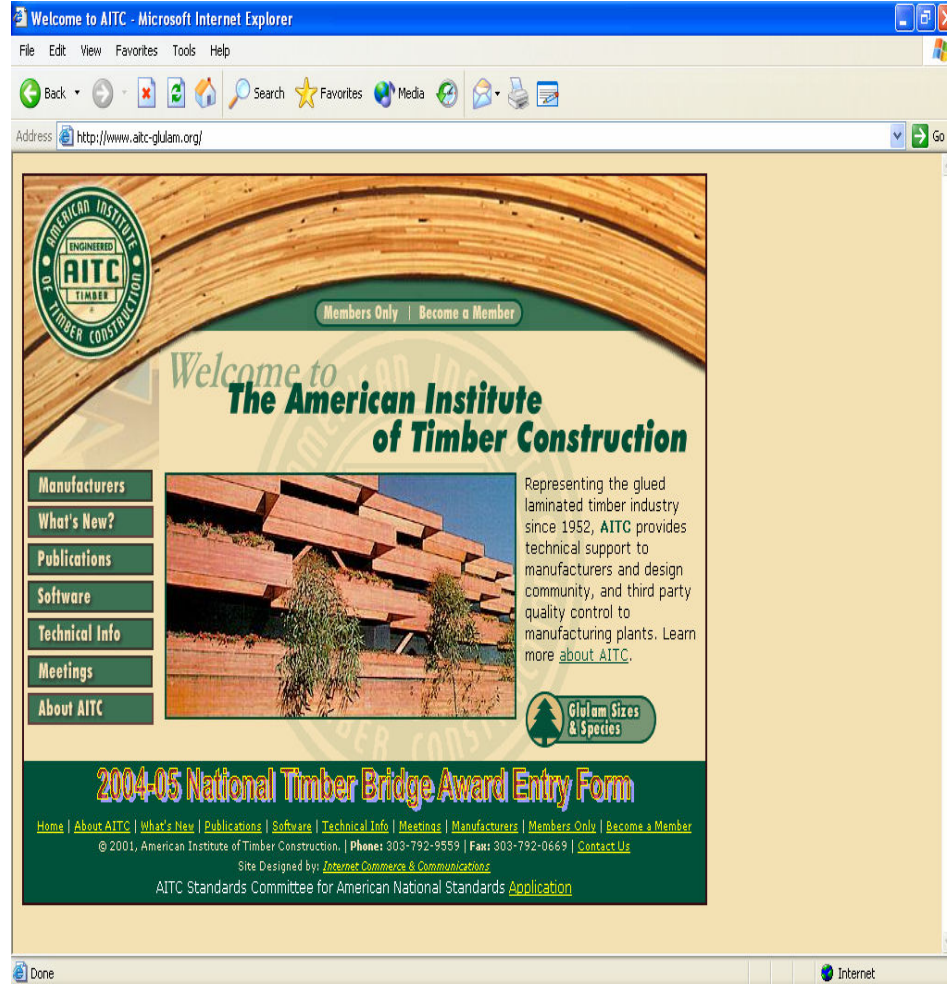 Welcome to AITC - Microsoft Internet Explorer
File Edit View Favorites Tools Help
Back Search Favorites Media
Address http://www.aitc-glulam.org/ Go
AMERICAN INSTITUTE OF TIMBER CONSTRUCTION
ENGINEERED
AITC
TIMBER
Members Only | Become a Member
Welcome to
The American Institute
of Timber Construction
Manufacturers
What's New?
Publications
Software
Technical Info
Meetings
About AITC
Representing the glued
laminated timber industry
since 1952, AITC provides
technical support to
manufacturers and design
community, and third party
quality control to
manufacturing plants. Learn
more about AITC.
Glulam Sizes
& Species
2004-05 National Timber Bridge Award Entry Form
Home | About AITC | What's New | Publications | Software | Technical Info | Meetings | Manufacturers | Members Only | Become a Member
© 2001, American Institute of Timber Construction. | Phone: 303-792-9559 | Fax: 303-792-0669 | Contact Us
Site Designed by: Internet Commerce & Communications
AITC Standards Committee for American National Standards Application
Done Internet